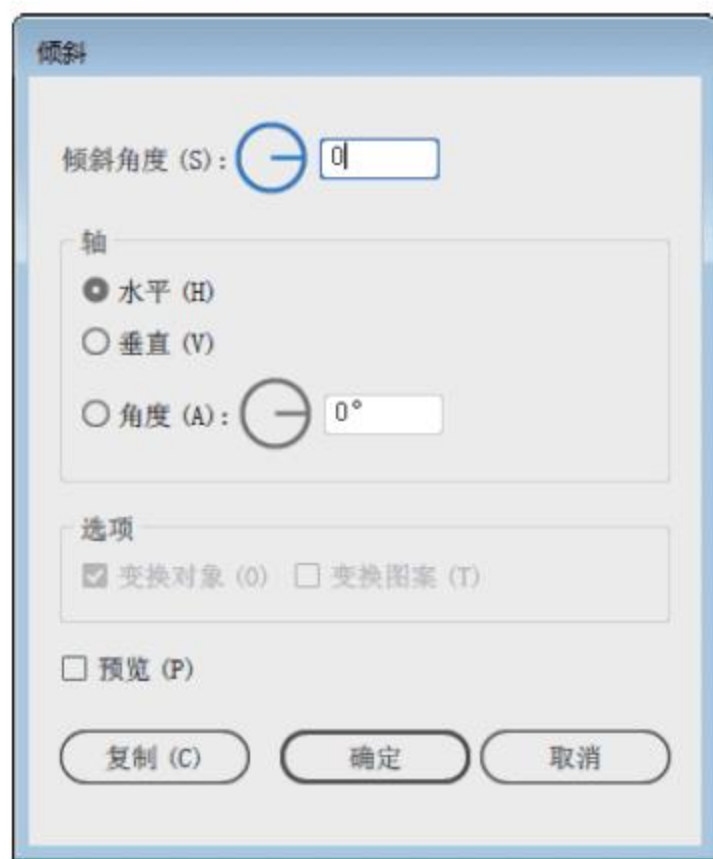 倾斜
倾斜角度 (S): 0
轴
水平 (H)
垂直 (V)
角度 (A): 0°
选项
变换对象 (O) 变换图案 (T)
预览 (P)
复制 (C) 确定 取消